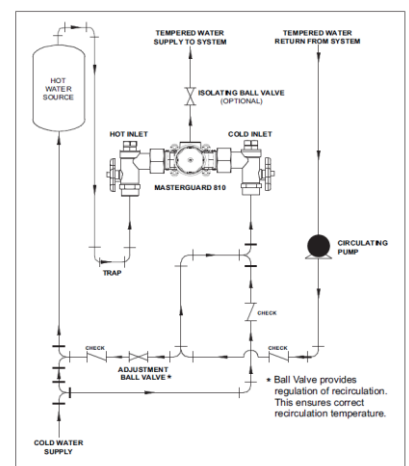 TEMPERED WATER
SUPPLY TO SYSTEM
TEMPERED WATER
RETURN FROM SYSTEM
HOT
WATER
SOURCE
ISOLATING BALL VALVE
(OPTIONAL)
HOT INLET
COLD INLET
MASTERGUARD 810
CIRCULATING
PUMP
TRAP
CHECK
CHECK
CHECK
ADJUSTMENT
BALL VALVE *
* Ball Valve provides
regulation of recirculation.
This ensures correct
recirculation temperature.
COLD WATER
SUPPLY